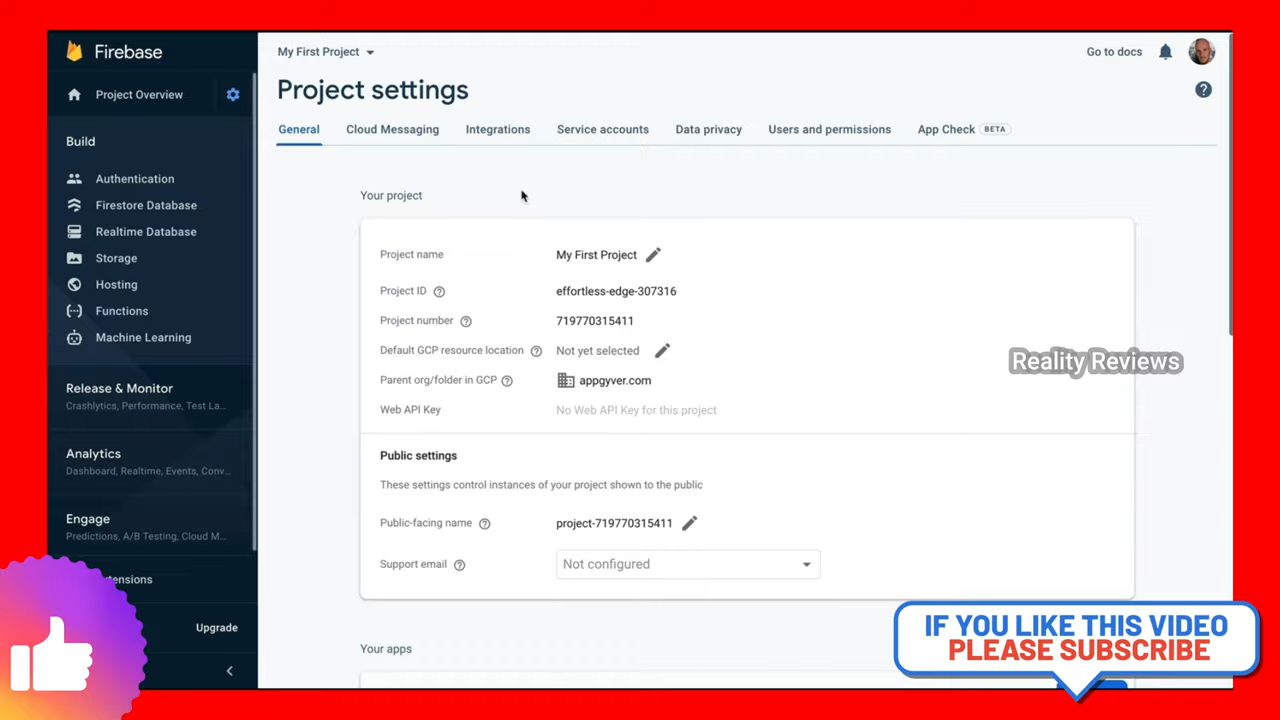 Firebase
My First Project
Go to docs
Project Overview
Project settings
General Cloud Messaging Integrations Service accounts Data privacy Users and permissions App Check BETA
Build
Authentication
Firestore Database
Realtime Database
Storage
Hosting
Functions
Machine Learning
Release & Monitor
Crashlytics, Performance, Test La...
Analytics
Dashboard, Realtime, Events, Conv...
Engage
Predictions, A/B Testing, Cloud M...
tensions
Upgrade
Your project
Project name My First Project
Project ID effortless-edge-307316
Project number 719770315411
Default GCP resource location Not yet selected
Parent org/folder in GCP appgyver.com
Web API Key No Web API Key for this project
Public settings
These settings control instances of your project shown to the public
Public-facing name project-719770315411
Support email Not configured
Your apps
Reality Reviews
IF YOU LIKE THIS VIDEO
PLEASE SUBSCRIBE